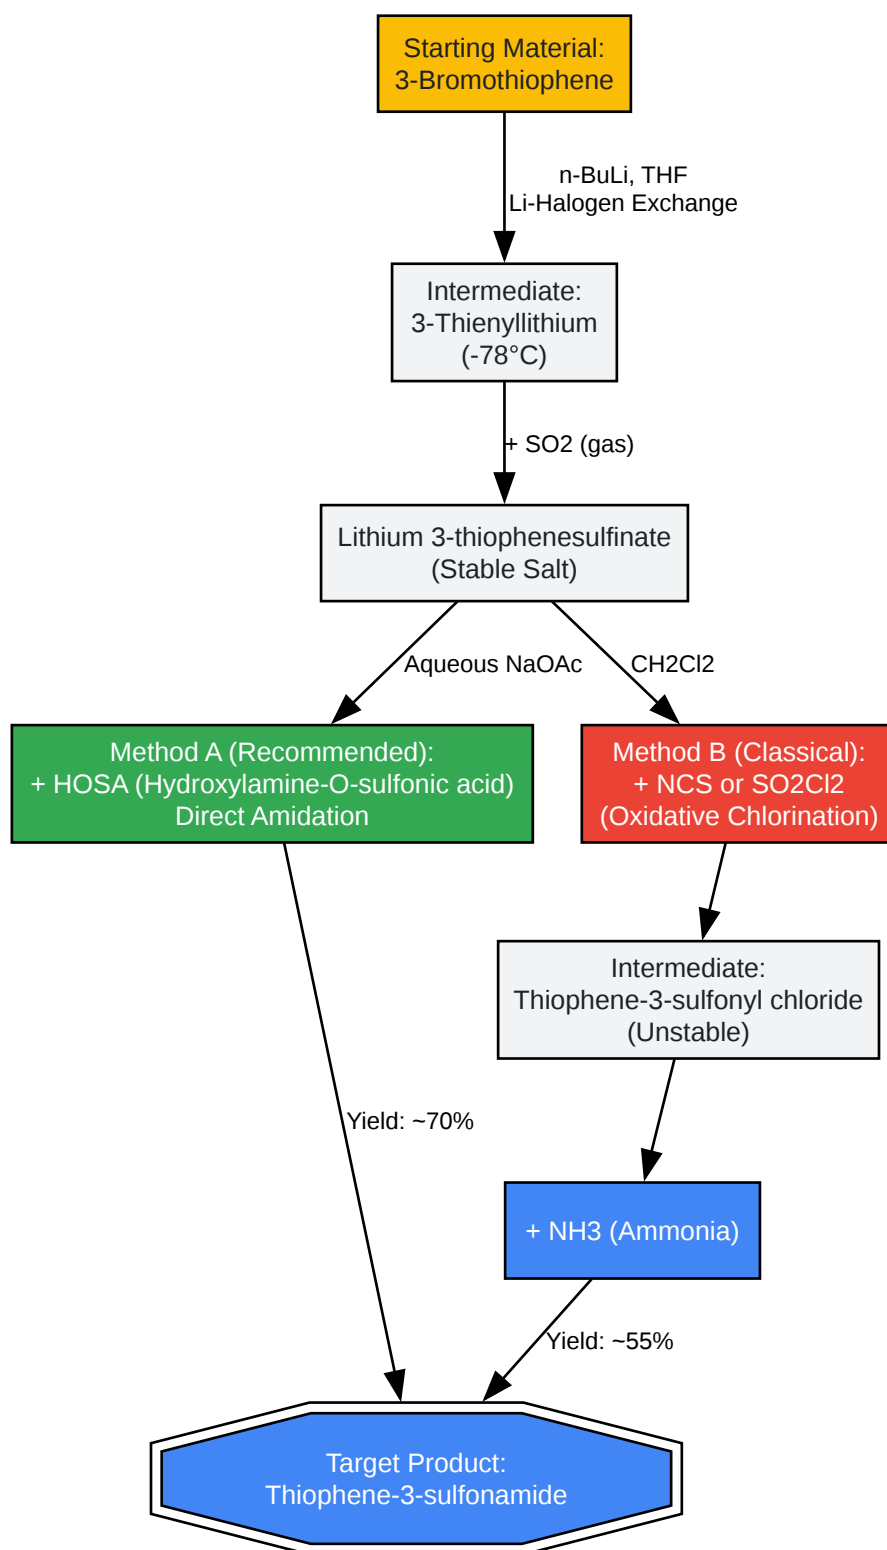 Starting Material:
3-Bromothiophene
n-BuLi, THF
Li-Halogen Exchange
Intermediate:
3-Thienyllithium
(-78°C)
+ SO2 (gas)
Lithium 3-thiophenesulfinate
(Stable Salt)
Aqueous NaOAc
CH2Cl2
Method A (Recommended):
+ HOSA (Hydroxylamine-O-sulfonic acid)
Direct Amidation
Method B (Classical):
+ NCS or SO2Cl2
(Oxidative Chlorination)
Intermediate:
Thiophene-3-sulfonyl chloride
(Unstable)
Yield: ~70%
+ NH3 (Ammonia)
Yield: ~55%
Target Product:
Thiophene-3-sulfonamide